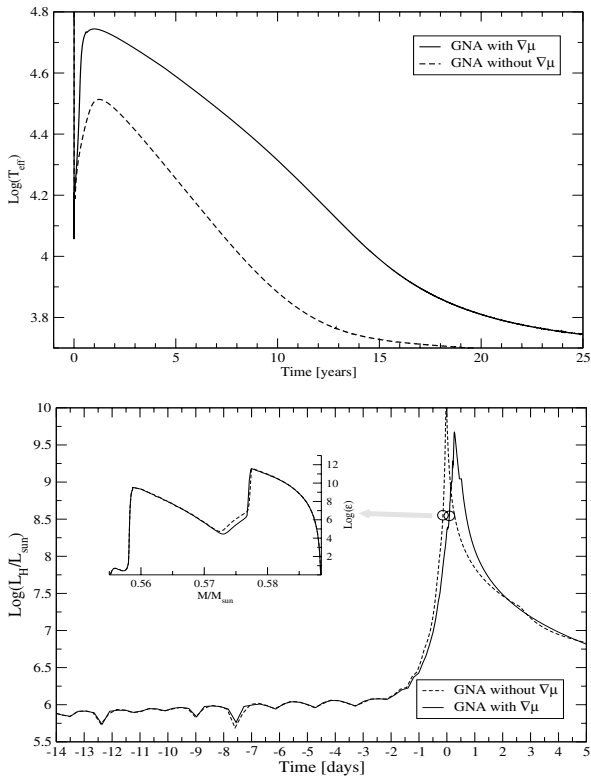 4.8
4.6
4.4
4.2
4
3.8
Log(T_eff)
GNA with ∇μ
GNA without ∇μ
0 5 10 15 20 25
Time [years]
10
9.5
9
8.5
8
7.5
7
6.5
6
5.5
Log(L_H/L_sun)
12
10
8
6
4
2
Log(ε)
0.56 0.57 0.58
M/M_sun
GNA without ∇μ
GNA with ∇μ
-14 -13 -12 -11 -10 -9 -8 -7 -6 -5 -4 -3 -2 -1 0 1 2 3 4 5
Time [days]